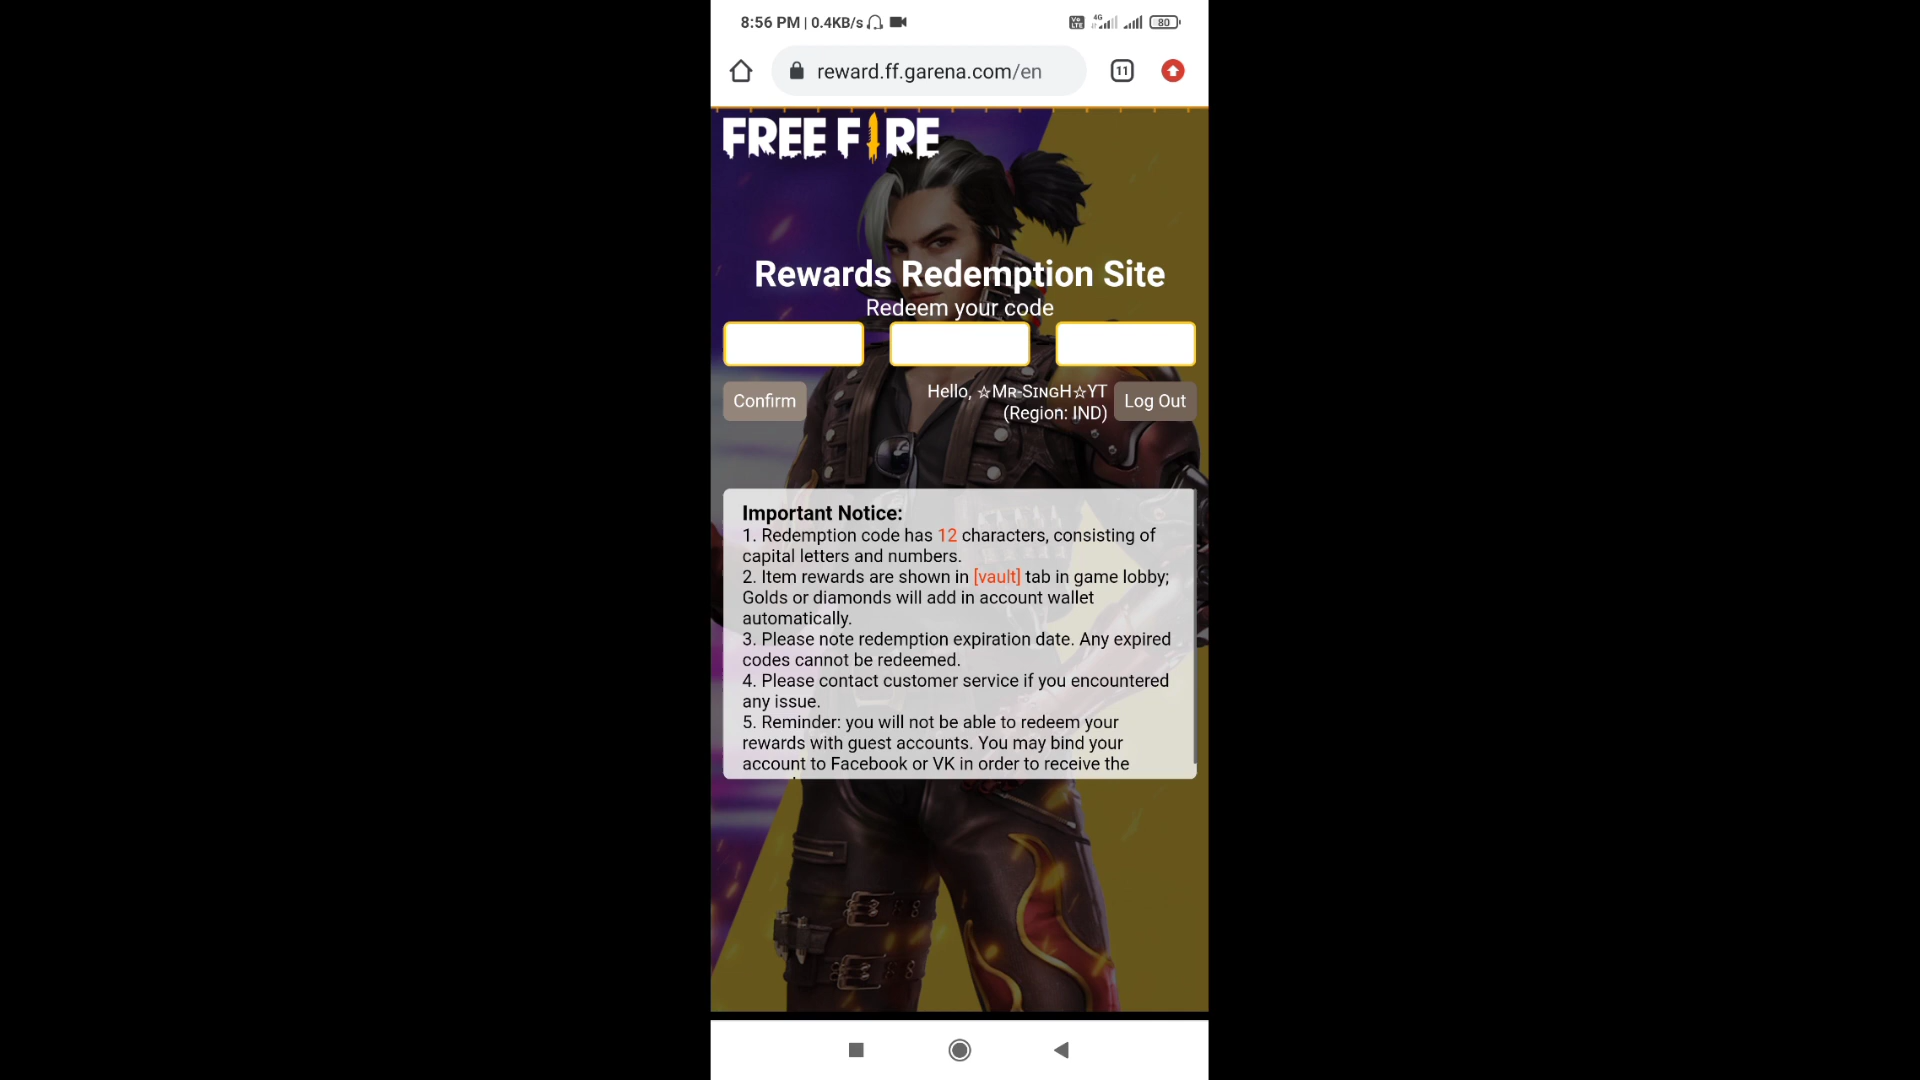 8:56 PM | 0.4KB/s
Vo
LTE
4G
80
reward.ff.garena.com/en
11
FREE FIRE
Rewards Redemption Site
Redeem your code
Confirm
Hello, ☆Mʀ-SɪɴɢH☆YT
(Region: IND)
Log Out
Important Notice:
1. Redemption code has 12 characters, consisting of
capital letters and numbers.
2. Item rewards are shown in [vault] tab in game lobby;
Golds or diamonds will add in account wallet
automatically.
3. Please note redemption expiration date. Any expired
codes cannot be redeemed.
4. Please contact customer service if you encountered
any issue.
5. Reminder: you will not be able to redeem your
rewards with guest accounts. You may bind your
account to Facebook or VK in order to receive the